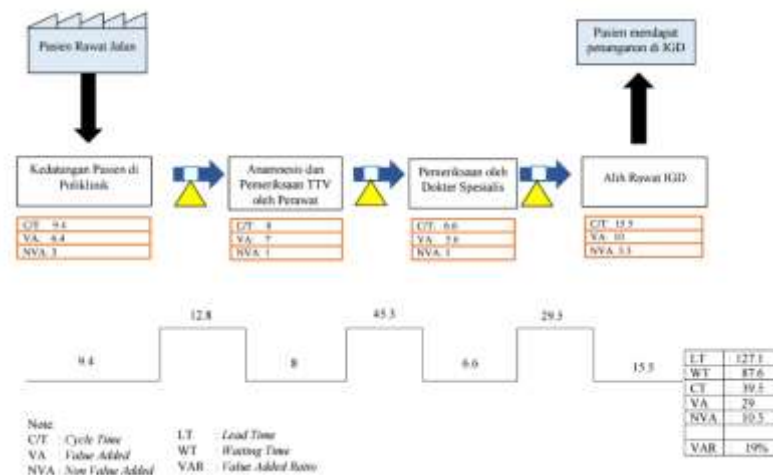 Pasien Rawat Jalan
Pasien mendapat
penanganan di IGD
Kedatangan Pasien di
Poliklinik
Anamnesis dan
Pemeriksaan TTV
oleh Perawat
Pemeriksaan oleh
Dokter Spesialis
Alih Rawat IGD
C/T: 9.4
VA: 6.4
NVA: 3
C/T: 8
VA: 7
NVA: 1
C/T: 6.6
VA: 5.6
NVA: 1
C/T: 15.5
VA: 10
NVA: 5.5
12.8
45.3
29.5
9.4
8
6.6
15.5
LT 127.1
WT 87.6
CT 39.5
VA 29
NVA 10.5
VAR 19%
Note
C/T : Cycle Time
VA : Value Added
NVA : Non Value Added
LT : Lead Time
WT : Waiting Time
VAR : Value Added Ratio